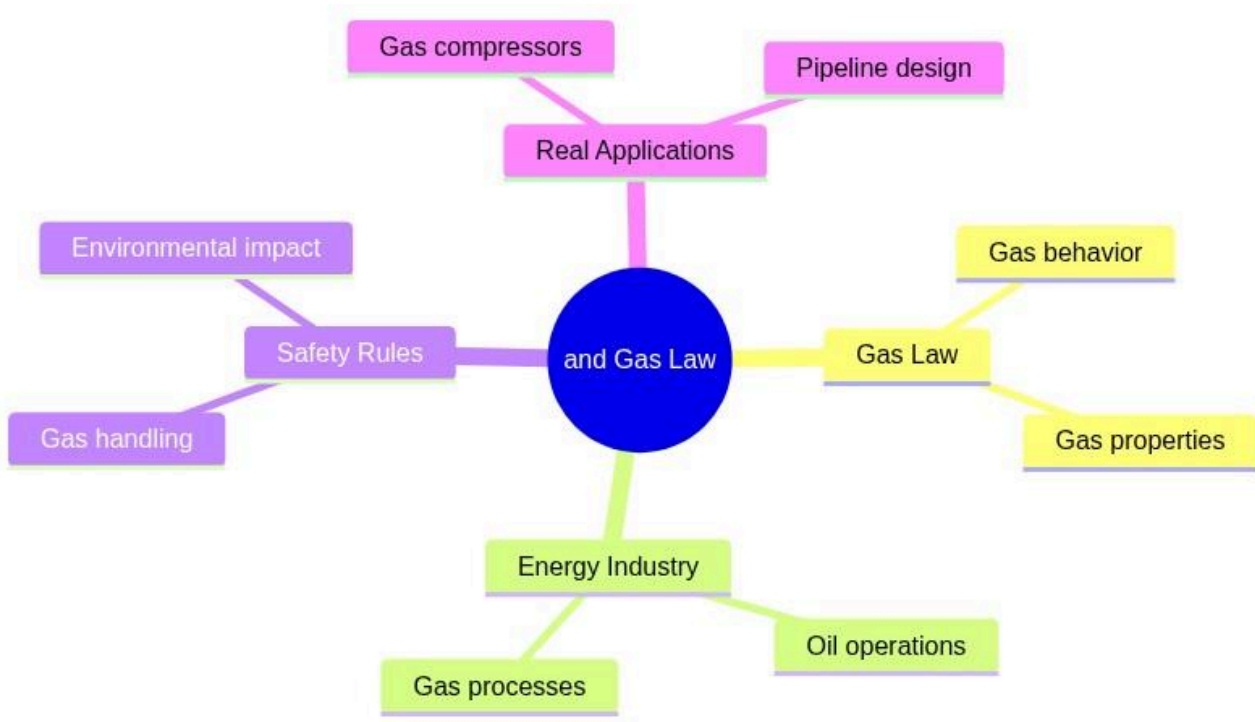 Gas compressors
Pipeline design
Real Applications
Environmental impact
Gas behavior
Safety Rules
and Gas Law
Gas Law
Gas handling
Gas properties
Energy Industry
Oil operations
Gas processes